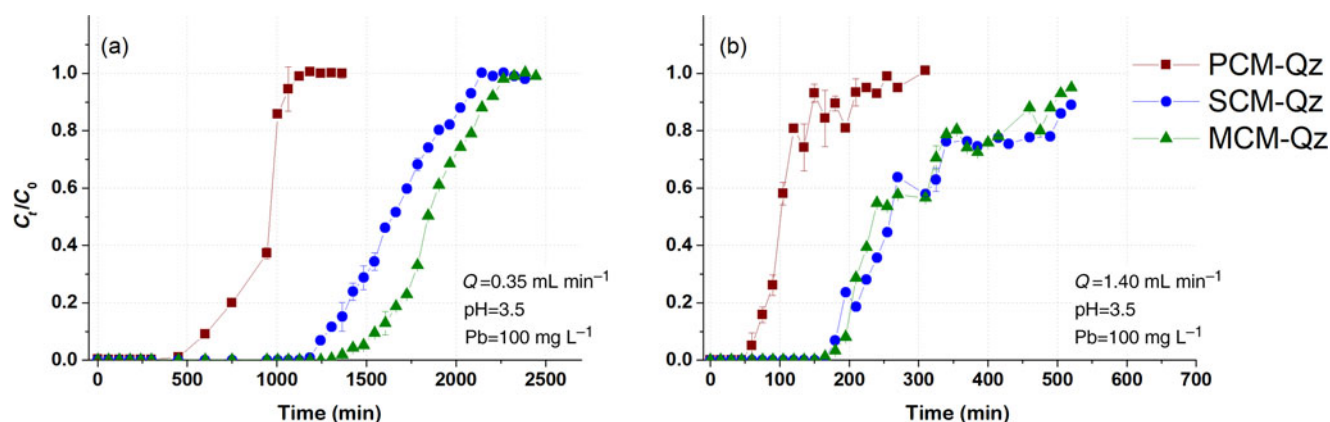 (a)
C_t/C_0
1.0
0.8
0.6
0.4
0.2
0.0
Q=0.35 mL min⁻¹
pH=3.5
Pb=100 mg L⁻¹
0 500 1000 1500 2000 2500
Time (min)
(b)
1.0
0.8
0.6
0.4
0.2
0.0
Q=1.40 mL min⁻¹
pH=3.5
Pb=100 mg L⁻¹
0 100 200 300 400 500 600 700
Time (min)
PCM-Qz
SCM-Qz
MCM-Qz